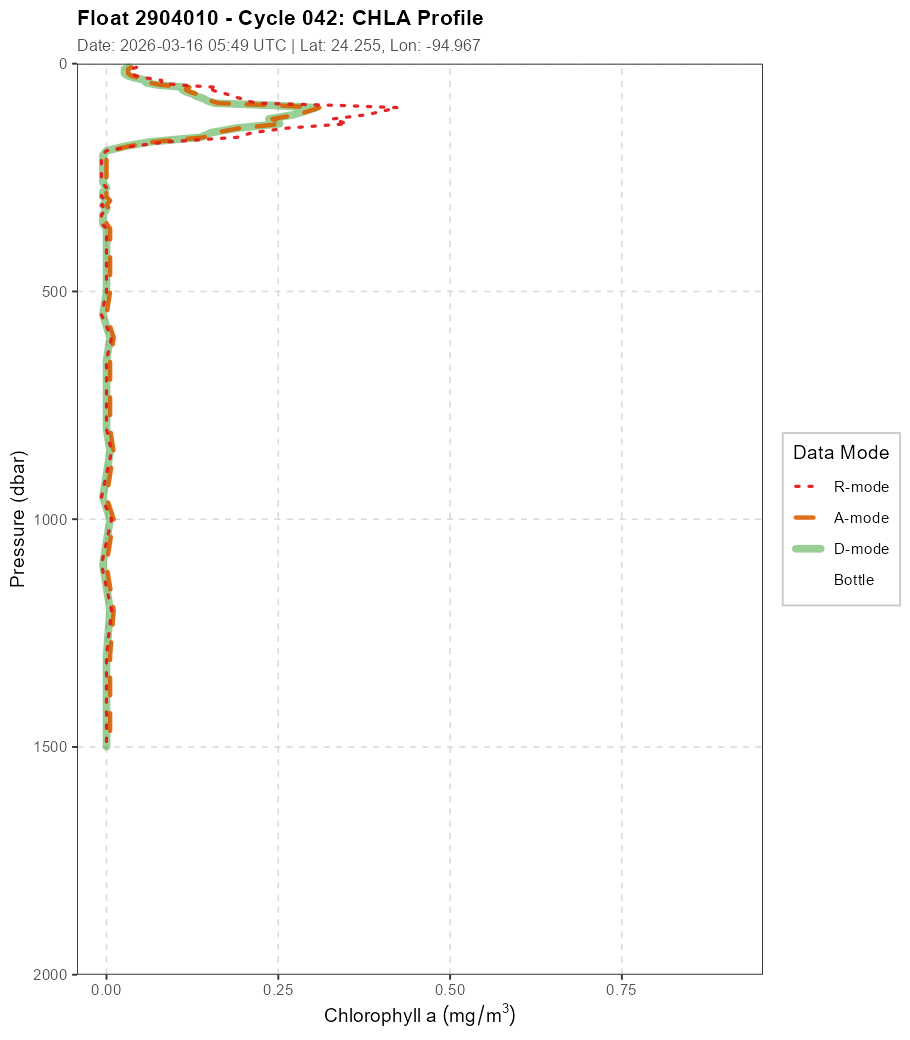 Float 2904010 - Cycle 042: CHLA Profile
Date: 2026-03-16 05:49 UTC | Lat: 24.255, Lon: -94.967
0
500
1000
1500
2000
Pressure (dbar)
0.00 0.25 0.50 0.75
Chlorophyll a (mg/m³)
Data Mode
R-mode
A-mode
D-mode
Bottle